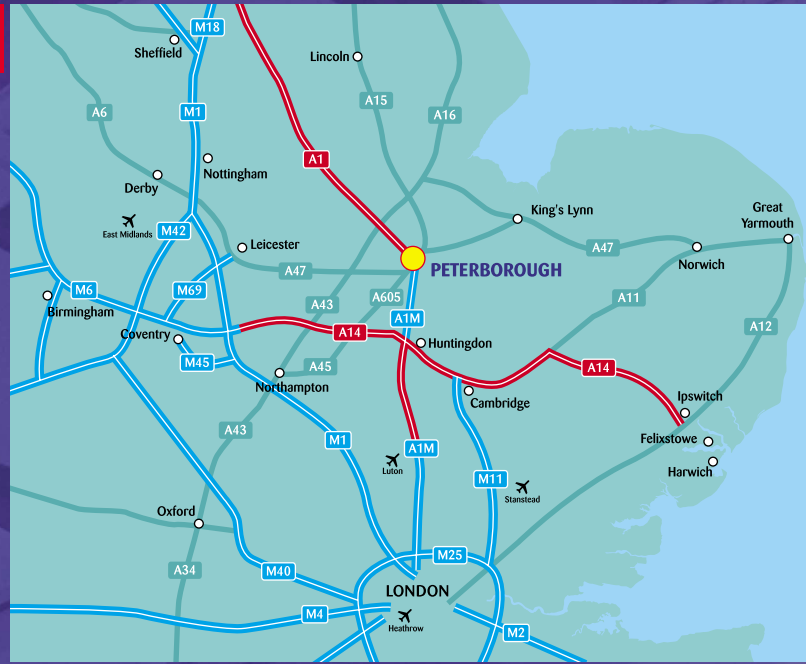 M18
Sheffield
Lincoln
A15
A16
A6
M1
A1
Nottingham
Derby
King's Lynn
Great
Yarmouth
East Midlands
M42
Leicester
A47
Norwich
A47
PETERBOROUGH
M6
M69
A43
A605
A11
Birmingham
A1M
A12
Coventry
A14
Huntingdon
M45
A45
A14
Northampton
Cambridge
Ipswitch
A43
M1
A1M
Felixstowe
Luton
M11
Harwich
Stanstead
Oxford
M25
A34
M40
LONDON
M4
Heathrow
M2